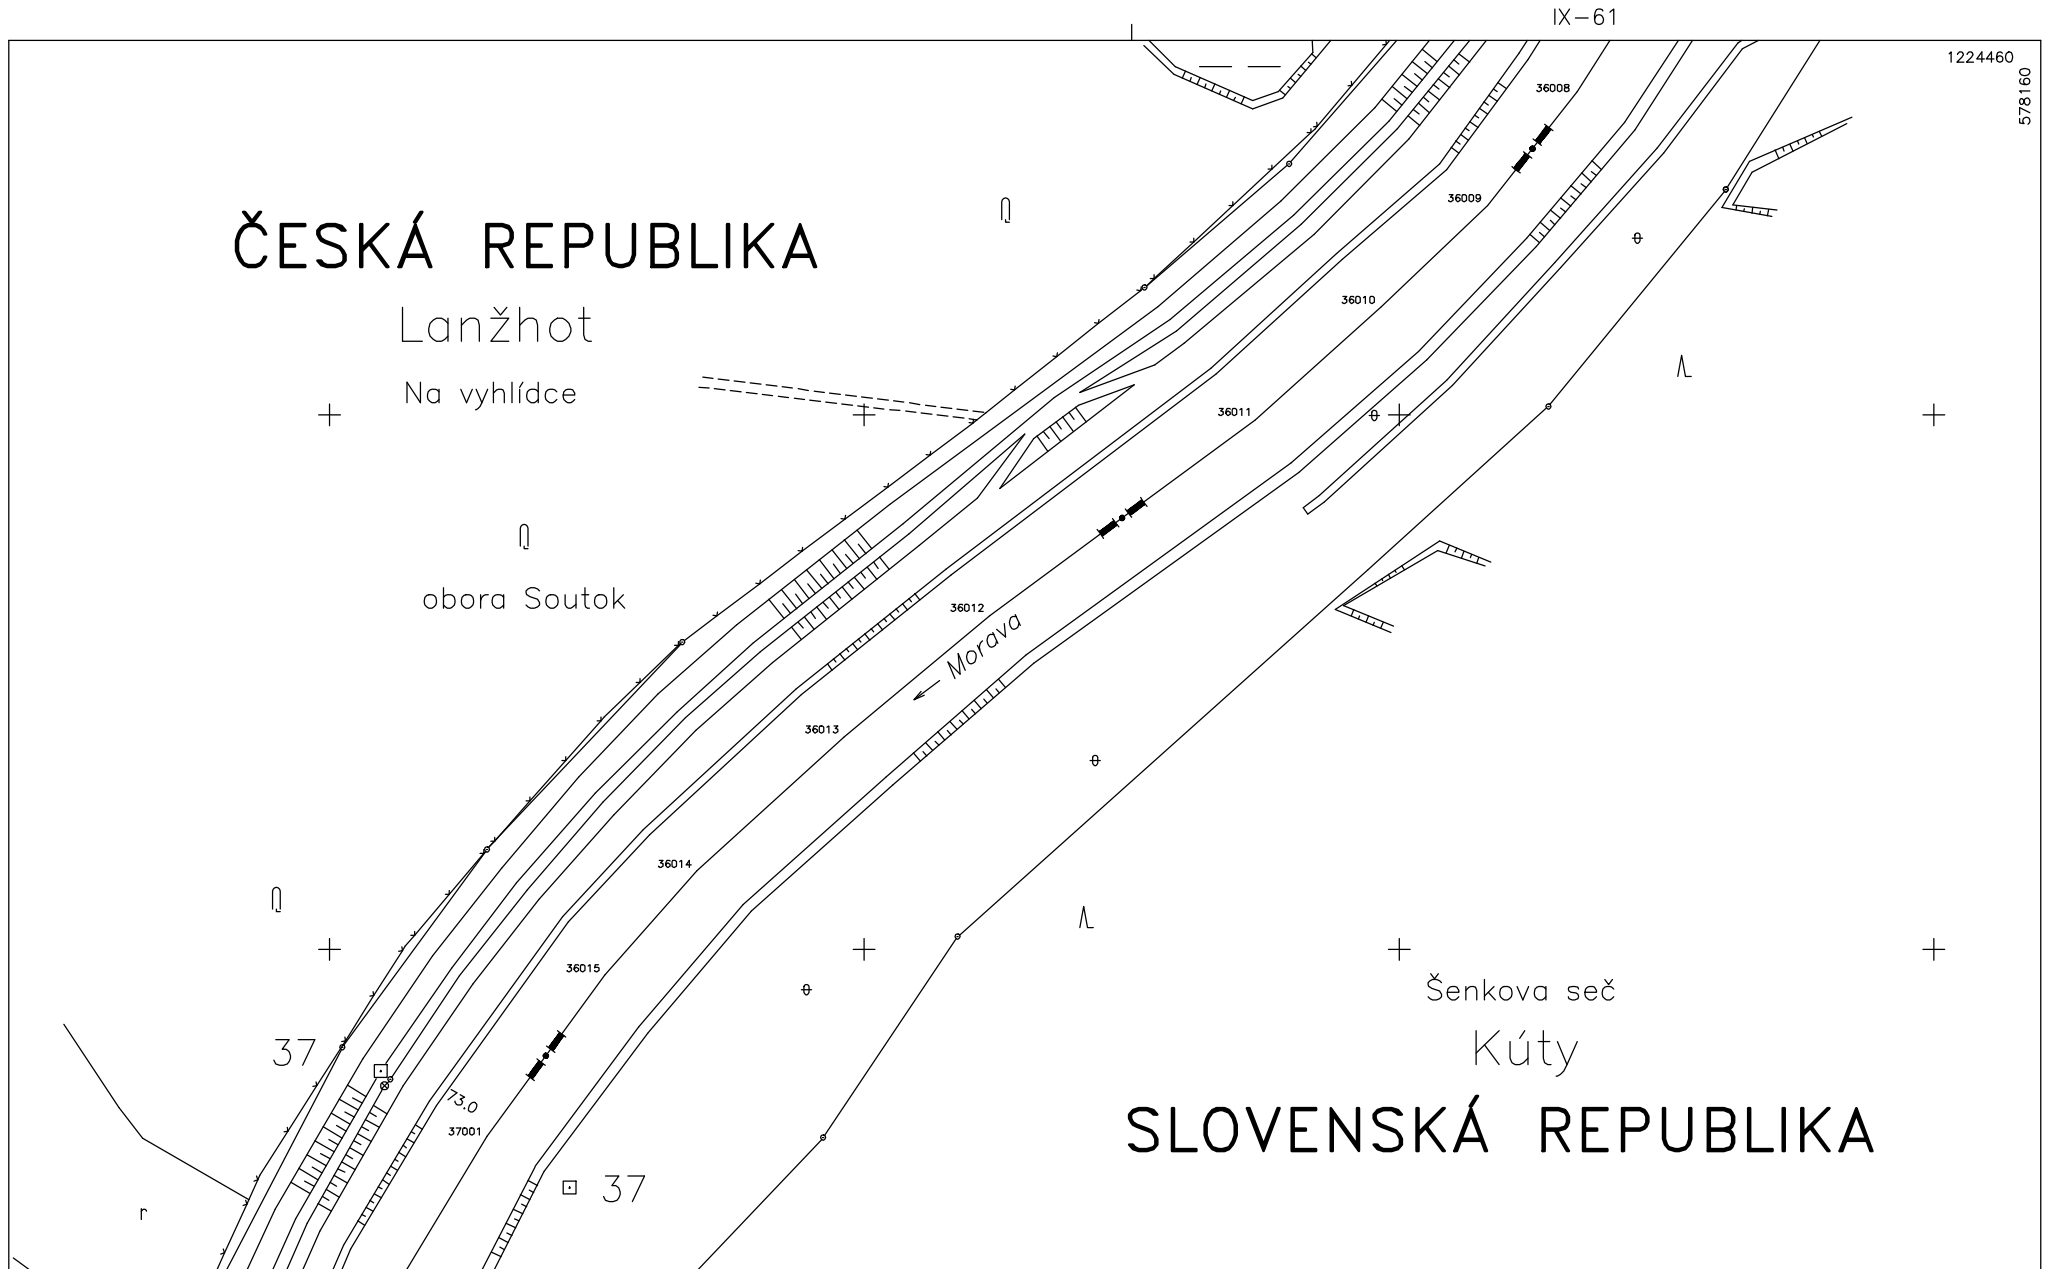 IX-61
1224460
578160
36008
36009
ČESKÁ REPUBLIKA
Lanžhot
Na vyhlídce
36010
36011
obora Soutok
36012
Morava
36013
36014
36015
Šenkova seč
37
Kúty
73.0
37001
SLOVENSKÁ REPUBLIKA
37
r